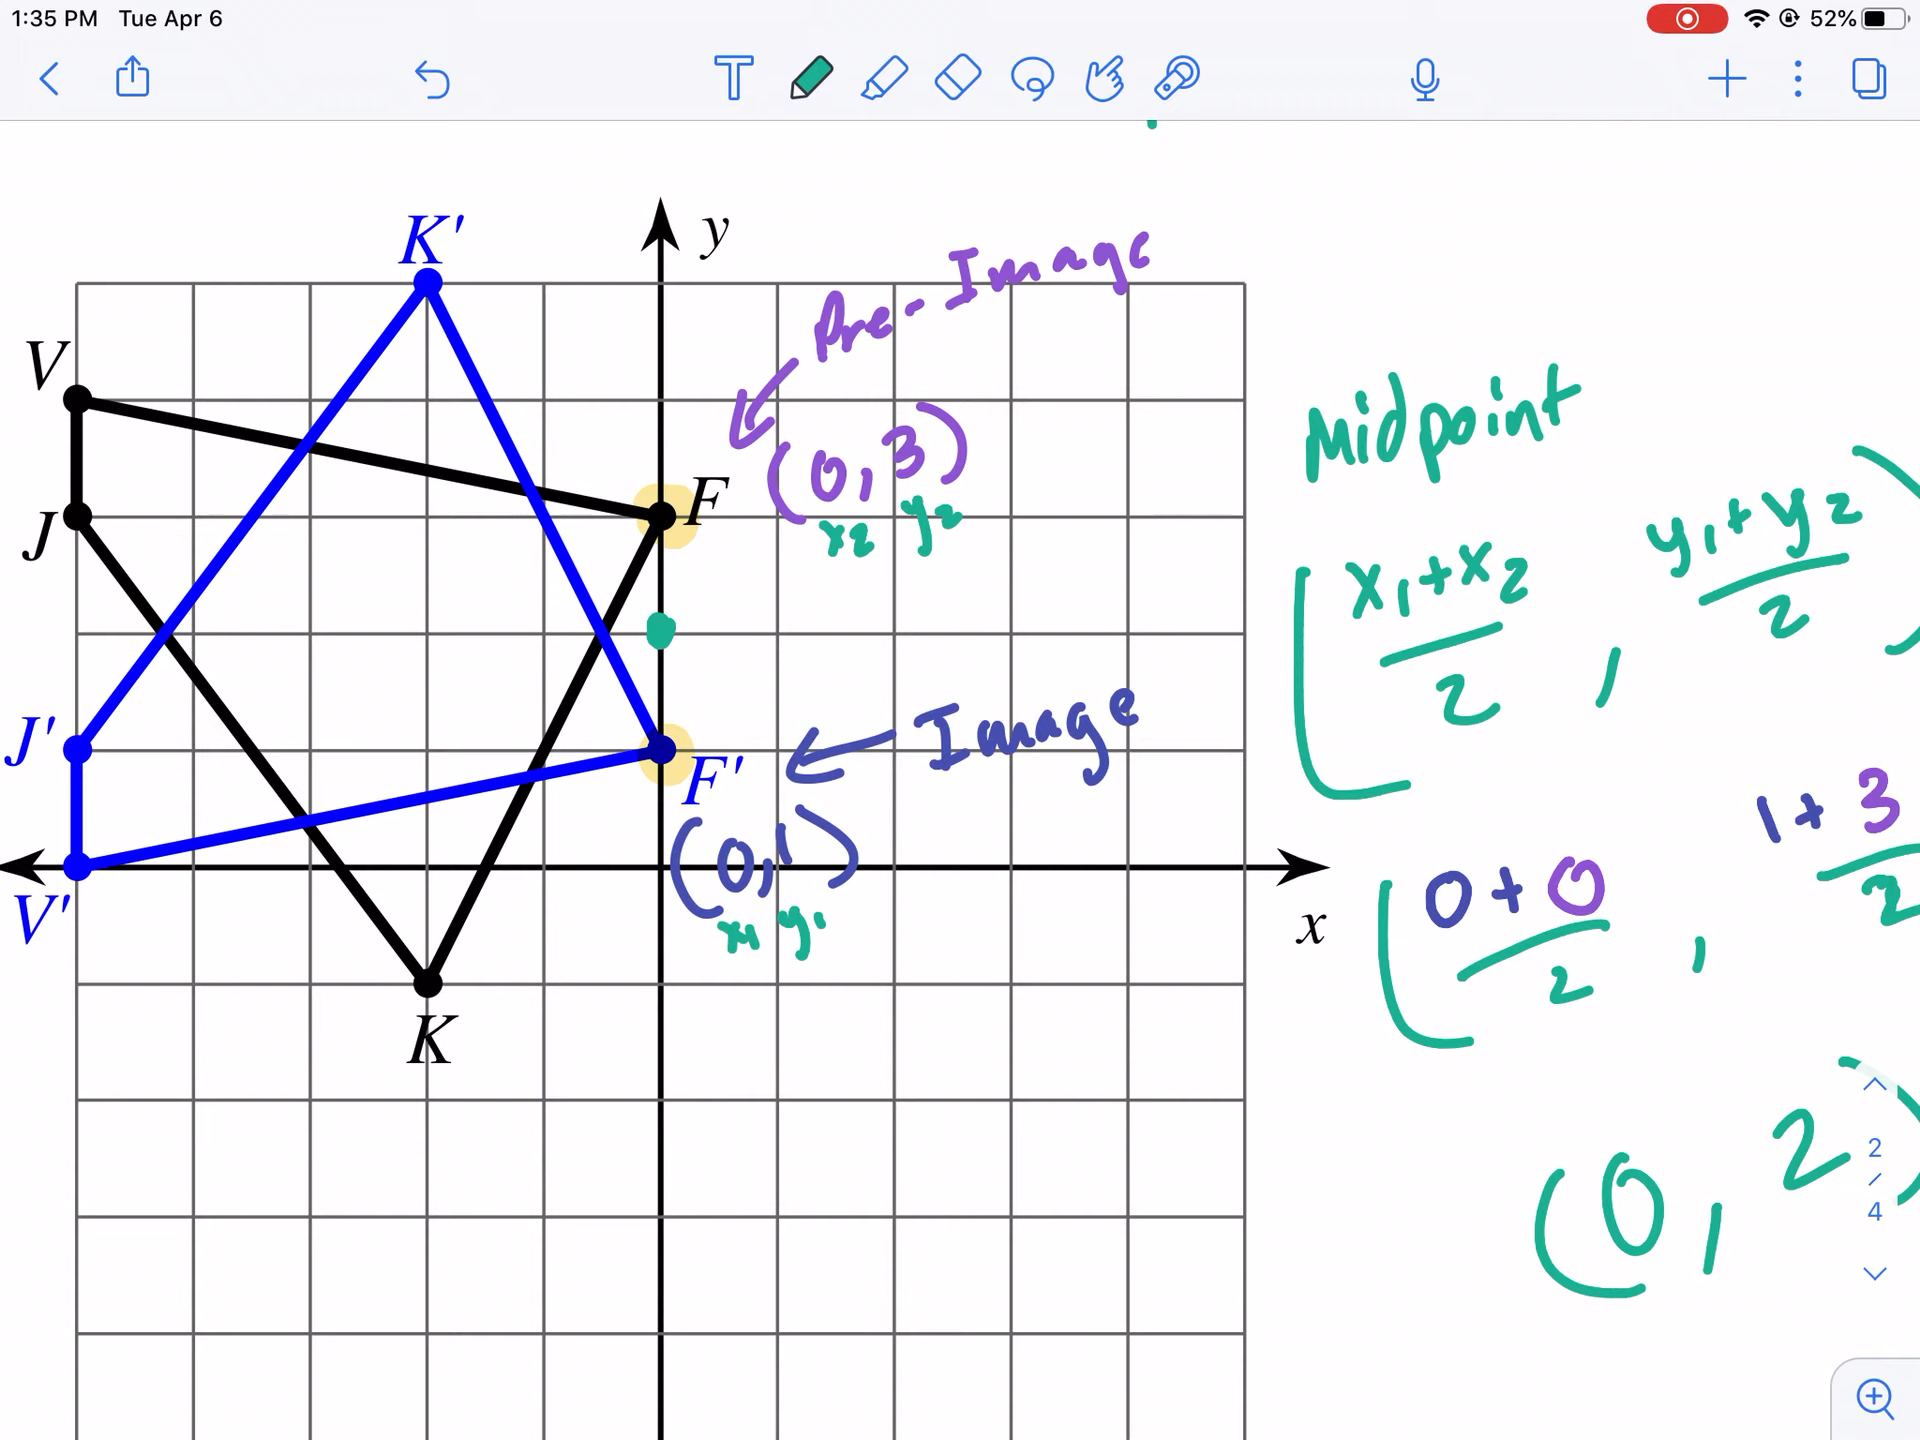 1:35 PM Tue Apr 6
52%
T
K'
y
Pre-Image
V
(0, 3)
x2 y2
F
J
Midpoint
[x1+x2/2 , y1+y2/2)
J'
Image
F'
(0, 1)
x1 y1
V'
x
(0+0/2 , 1+3/2
K
(0, 2)
2
/
4